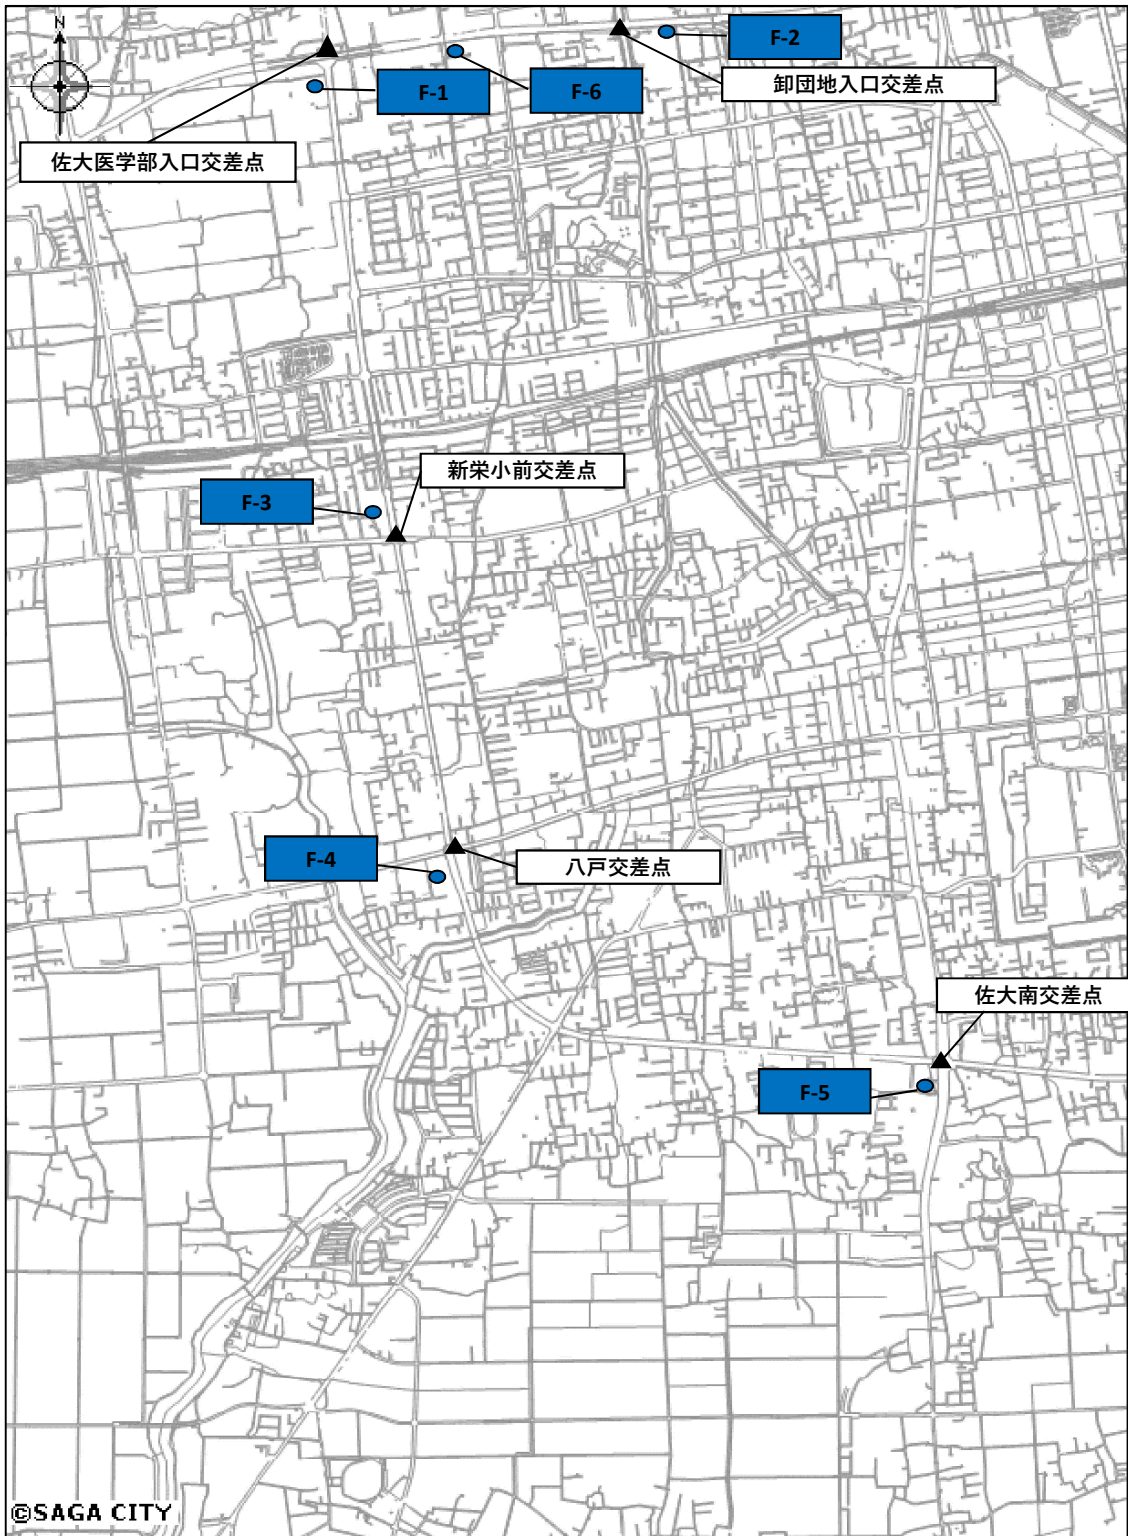 N
F-2
卸団地入口交差点
F-1
F-6
佐大医学部入口交差点
新栄小前交差点
F-3
F-4
八戸交差点
佐大南交差点
F-5
©SAGA CITY